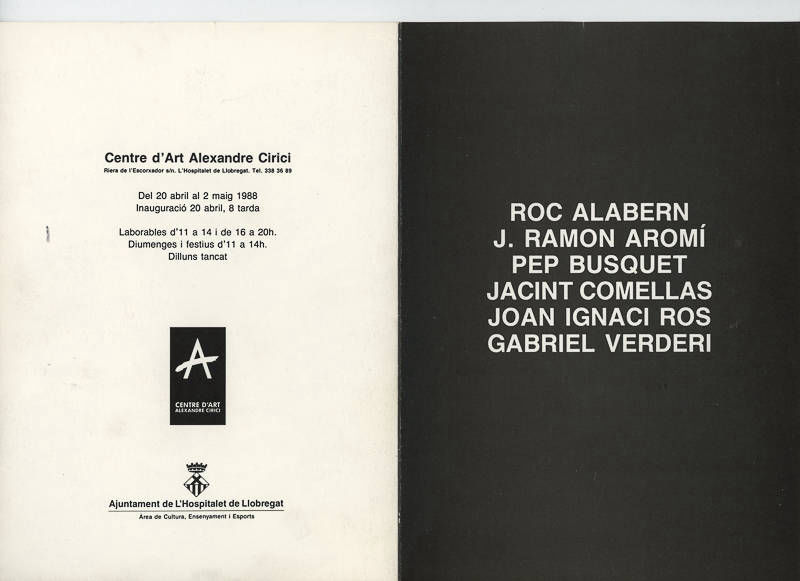 Centre d'Art Alexandre Cirici
Riera de l'Escorxador s/n. L'Hospitalet de Llobregat. Tel. 338 36 89
Del 20 abril al 2 maig 1988
Inauguració 20 abril, 8 tarda
Laborables d'11 a 14 i de 16 a 20h.
Diumenges i festius d'11 a 14h.
Dilluns tancat
CENTRE D'ART
ALEXANDRE CIRICI
Ajuntament de L'Hospitalet de Llobregat
Area de Cultura, Ensenyament i Esports
ROC ALABERN
J. RAMON AROMÍ
PEP BUSQUET
JACINT COMELLAS
JOAN IGNACI ROS
GABRIEL VERDERI